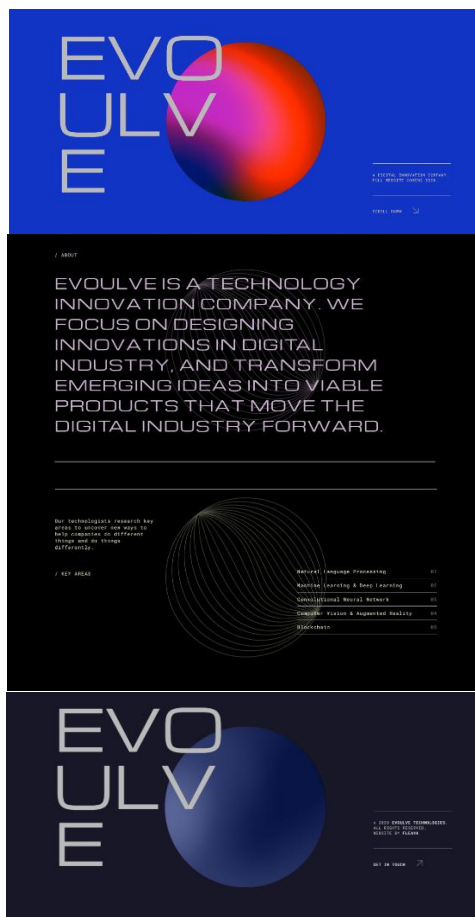 EVO
ULV
E
A DIGITAL INNOVATION COMPANY.
FULL WEBSITE COMING SOON.
SCROLL DOWN
/ ABOUT
EVOULVE IS A TECHNOLOGY
INNOVATION COMPANY. WE
FOCUS ON DESIGNING
INNOVATIONS IN DIGITAL
INDUSTRY, AND TRANSFORM
EMERGING IDEAS INTO VIABLE
PRODUCTS THAT MOVE THE
DIGITAL INDUSTRY FORWARD.
Our technologists research key
areas to uncover new ways to
help companies do different
things and do things
differently.
/ KEY AREAS
Natural Language Processing 01
Machine Learning & Deep Learning 02
Convolutional Neural Network 03
Computer Vision & Augmented Reality 04
Blockchain 05
EVO
ULV
E
© 2020 EVOULVE TECHNOLOGIES.
ALL RIGHTS RESERVED.
WEBSITE BY FLEAVA
GET IN TOUCH